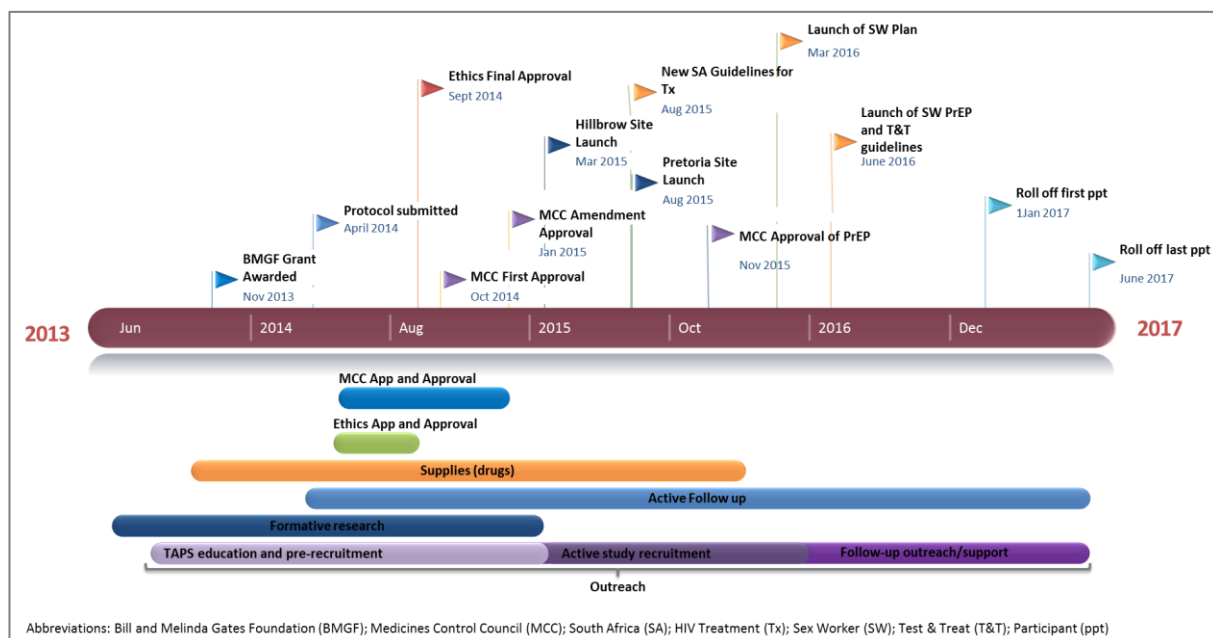 Launch of SW Plan
Mar 2016
Ethics Final Approval
Sept 2014
New SA Guidelines for
Tx
Aug 2015
Launch of SW PrEP
and T&T
guidelines
June 2016
Hillbrow Site
Launch
Mar 2015
Pretoria Site
Launch
Aug 2015
Roll off first ppt
1Jan 2017
Protocol submitted
April 2014
MCC Amendment
Approval
Jan 2015
MCC Approval of PrEP
Nov 2015
BMGF Grant
Awarded
Nov 2013
MCC First Approval
Oct 2014
Roll off last ppt
June 2017
2013
Jun
2014
Aug
2015
Oct
2016
Dec
2017
MCC App and Approval
Ethics App and Approval
Supplies (drugs)
Active Follow up
Formative research
TAPS education and pre-recruitment
Active study recruitment
Follow-up outreach/support
Outreach
Abbreviations: Bill and Melinda Gates Foundation (BMGF); Medicines Control Council (MCC); South Africa (SA); HIV Treatment (Tx); Sex Worker (SW); Test & Treat (T&T); Participant (ppt)